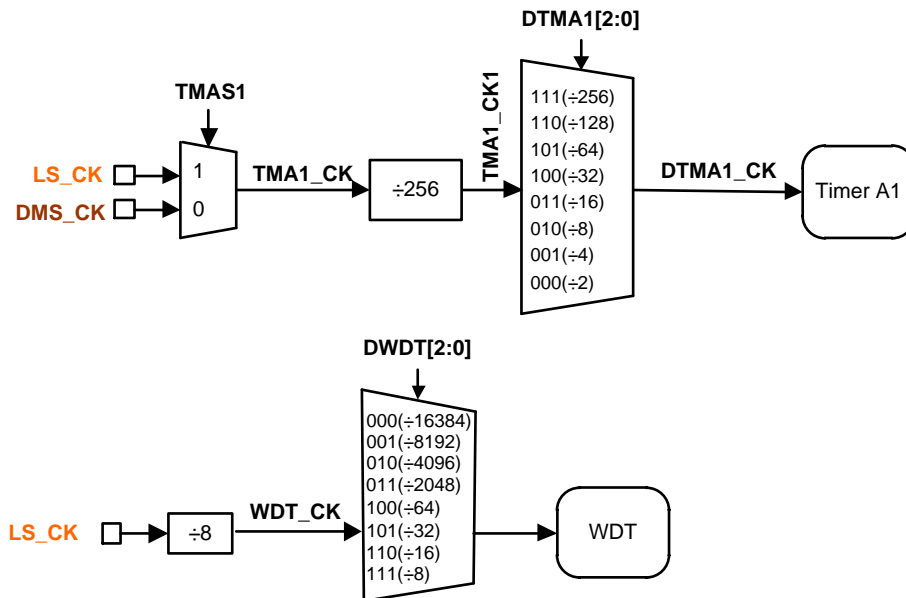 DTMA1[2:0]
TMAS1
TMA1_CK1
111(÷256)
110(÷128)
101(÷64)
100(÷32)
011(÷16)
010(÷8)
001(÷4)
000(÷2)
LS_CK
1
DMS_CK
0
TMA1_CK
÷256
DTMA1_CK
Timer A1
DWDT[2:0]
000(÷16384)
001(÷8192)
010(÷4096)
011(÷2048)
100(÷64)
101(÷32)
110(÷16)
111(÷8)
LS_CK
÷8
WDT_CK
WDT